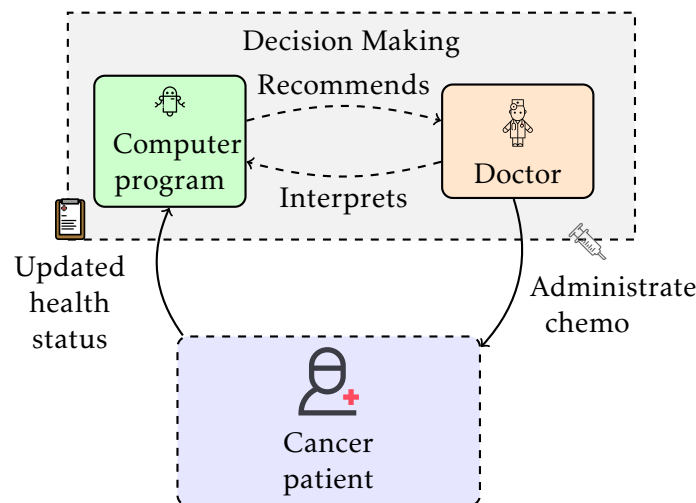 Decision Making
Recommends
Computer
program
Doctor
Interprets
Updated
health
status
Administrate
chemo
Cancer
patient